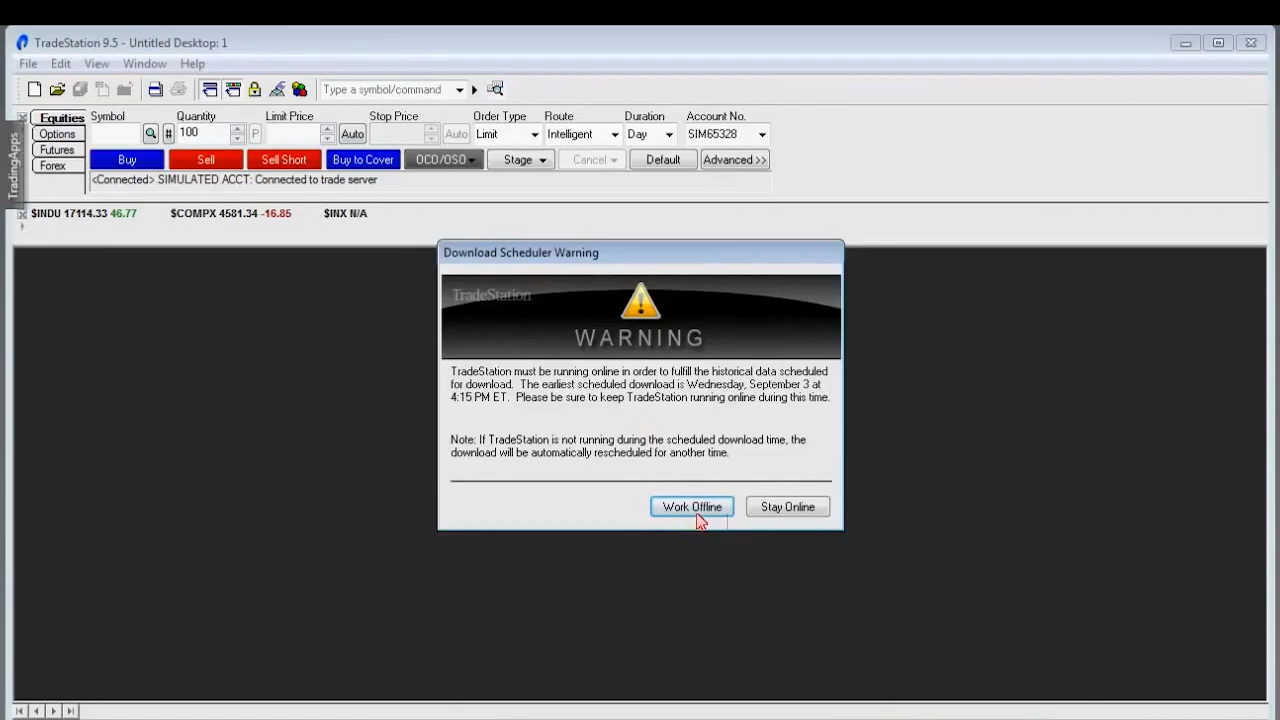 TradeStation 9.5 - Untitled Desktop: 1
File Edit View Window Help
Type a symbol/command
Equities Symbol Quantity Limit Price Stop Price Order Type Route Duration Account No.
Options # 100 P Auto Auto Limit Intelligent Day SIM65328
Futures
Forex Buy Sell Sell Short Buy to Cover OCO/OSO Stage Cancel Default Advanced >>
<Connected> SIMULATED ACCT: Connected to trade server
TradingApps
$INDU 17114.33 46.77 $COMPX 4581.34 -16.85 $INX N/A
Download Scheduler Warning
TradeStation
WARNING
TradeStation must be running online in order to fulfill the historical data scheduled
for download. The earliest scheduled download is Wednesday, September 3 at
4:15 PM ET. Please be sure to keep TradeStation running online during this time.
Note: If TradeStation is not running during the scheduled download time, the
download will be automatically rescheduled for another time.
Work Offline Stay Online